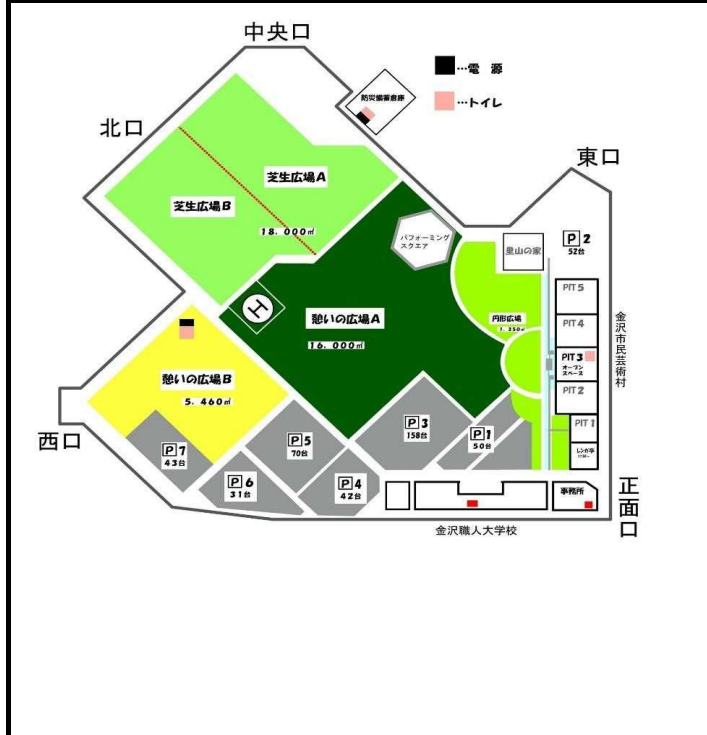 中央口
…電 源
…トイレ
防災備蓄倉庫
北口
東口
芝生広場A
芝生広場B
18．000㎡
パフォーミング
スクエア
里山の家
P 2
52台
H
憩いの広場A
16．000㎡
円形広場
1．250㎡
PIT 5
PIT 4
PIT 3
オープン
スペース
PIT 2
PIT 1
金沢市民芸術村
憩いの広場B
5．460㎡
西口
P 7
43台
P 6
31台
P 5
70台
P 4
42台
P 3
158台
P 1
50台
レンガ亭
事務所
正面口
金沢職人大学校